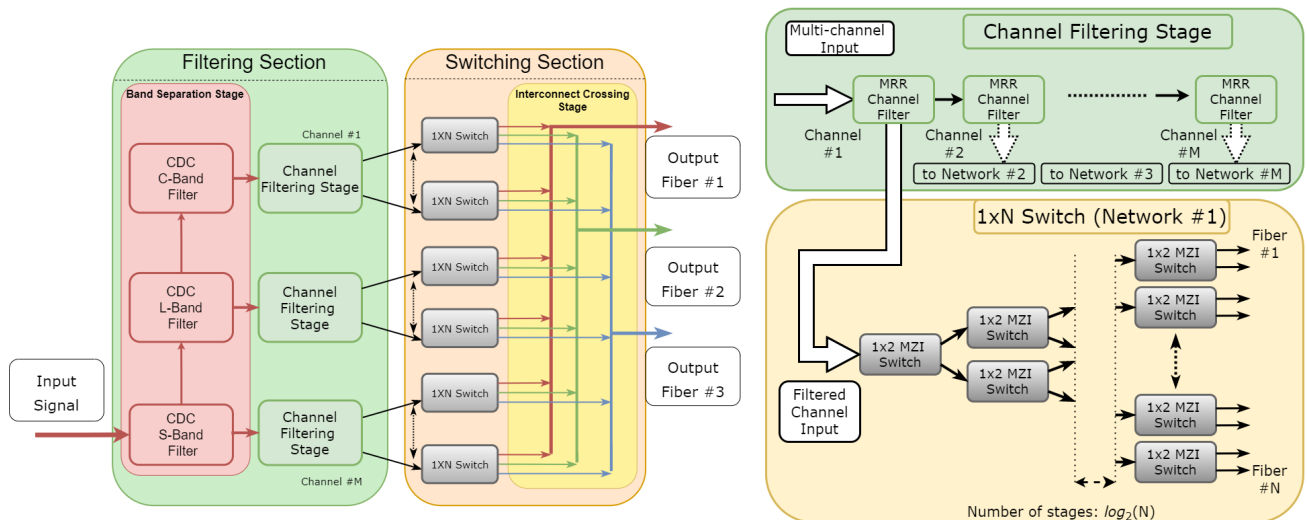 Filtering Section
Band Separation Stage
CDC
C-Band
Filter
CDC
L-Band
Filter
CDC
S-Band
Filter
Input
Signal
Channel #1
Channel
Filtering Stage
Channel
Filtering
Stage
Channel
Filtering
Stage
Channel #M
Switching Section
Interconnect Crossing
Stage
1XN Switch
1XN Switch
1XN Switch
1XN Switch
1XN Switch
1XN Switch
Output
Fiber #1
Output
Fiber #2
Output
Fiber #3
Multi-channel
Input
Channel Filtering Stage
MRR
Channel
Filter
MRR
Channel
Filter
MRR
Channel
Filter
Channel
#1
Channel
#2
Channel
#M
to Network #2
to Network #3
to Network #M
1xN Switch (Network #1)
Filtered
Channel
Input
1x2 MZI
Switch
1x2 MZI
Switch
1x2 MZI
Switch
1x2 MZI
Switch
1x2 MZI
Switch
1x2 MZI
Switch
1x2 MZI
Switch
Fiber
#1
Fiber
#N
Number of stages: log₂(N)